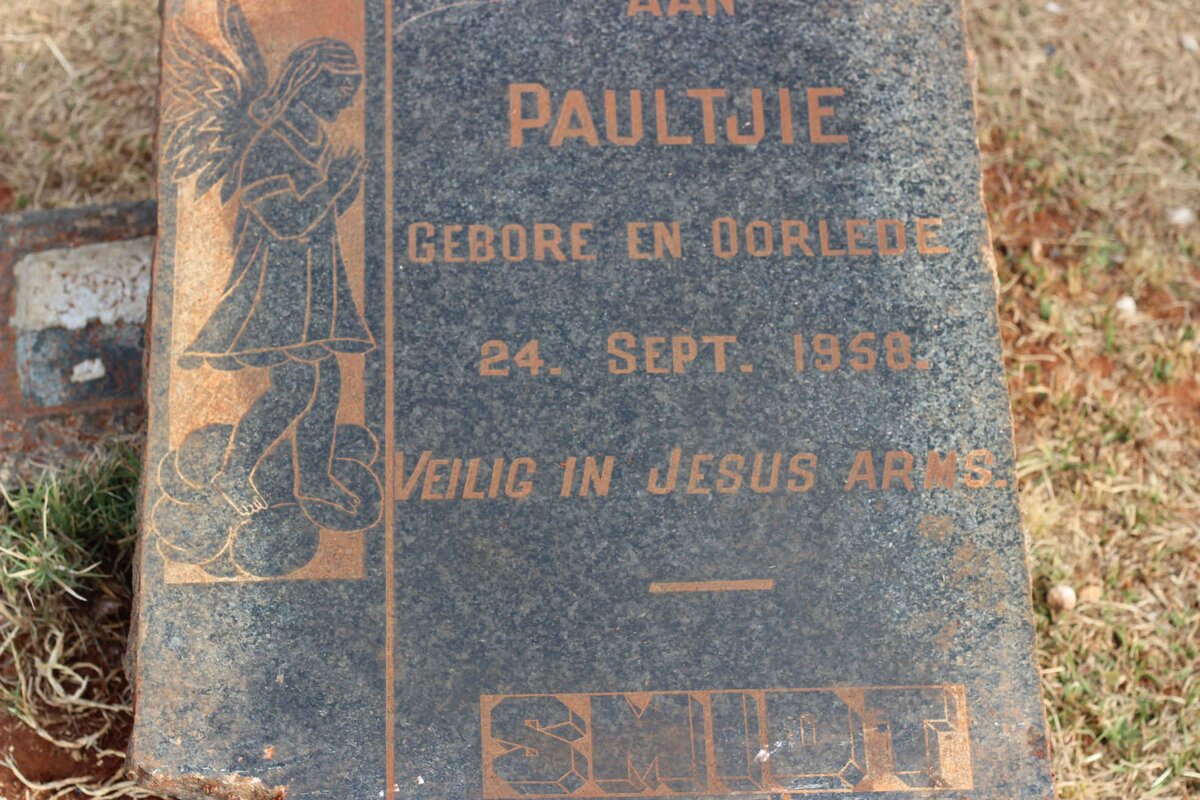 AAN
PAULTJIE
GEBORE EN OORLEDE
24. SEPT. 1958.
VEILIG IN JESUS ARMS.
SMIDT